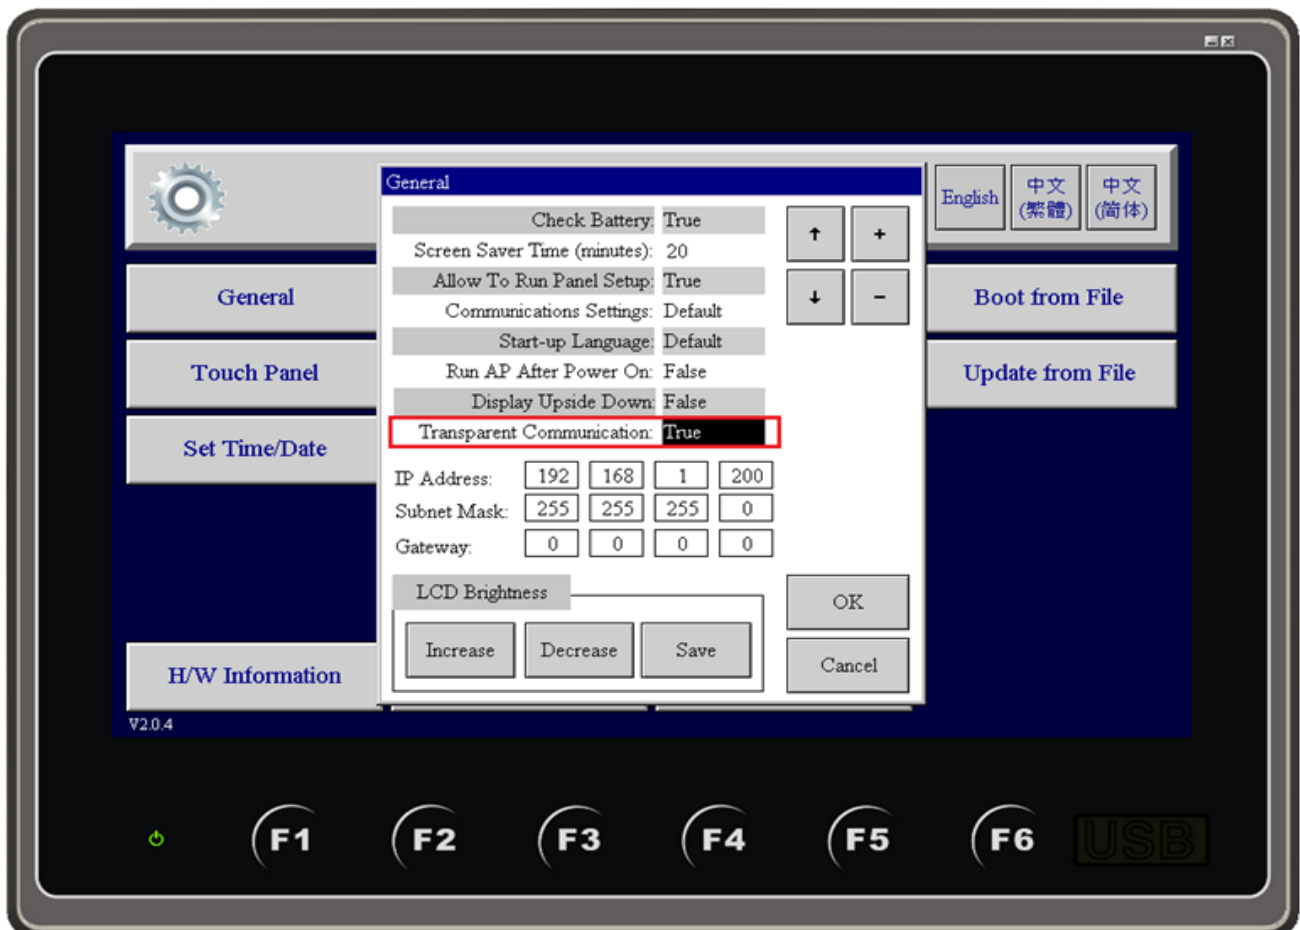 General
English
中文
(繁體)
中文
(简体)
Check Battery: True
Screen Saver Time (minutes): 20
Allow To Run Panel Setup: True
Communications Settings: Default
Start-up Language: Default
Run AP After Power On: False
Display Upside Down: False
Transparent Communication: True
↑ +
↓ -
IP Address: 192 168 1 200
Subnet Mask: 255 255 255 0
Gateway: 0 0 0 0
LCD Brightness
Increase Decrease Save
OK
Cancel
General
Touch Panel
Set Time/Date
H/W Information
Boot from File
Update from File
V2.0.4
F1 F2 F3 F4 F5 F6 USB